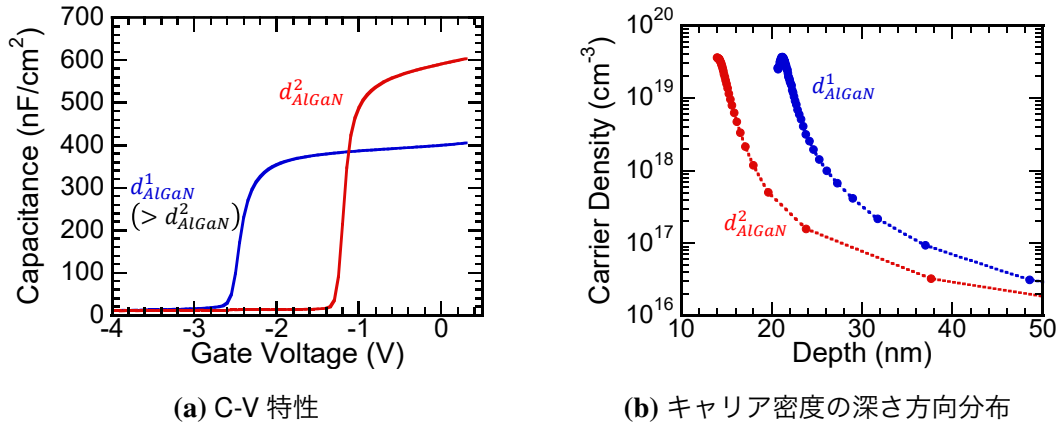 Capacitance (nF/cm²)
700
600
500
400
300
200
100
0
-4
-3
-2
-1
0
Gate Voltage (V)
d²AlGaN
d¹AlGaN
(> d²AlGaN)
(a) C-V 特性
Carrier Density (cm⁻³)
10²⁰
10¹⁹
10¹⁸
10¹⁷
10¹⁶
10
20
30
40
50
Depth (nm)
d¹AlGaN
d²AlGaN
(b) キャリア密度の深さ方向分布